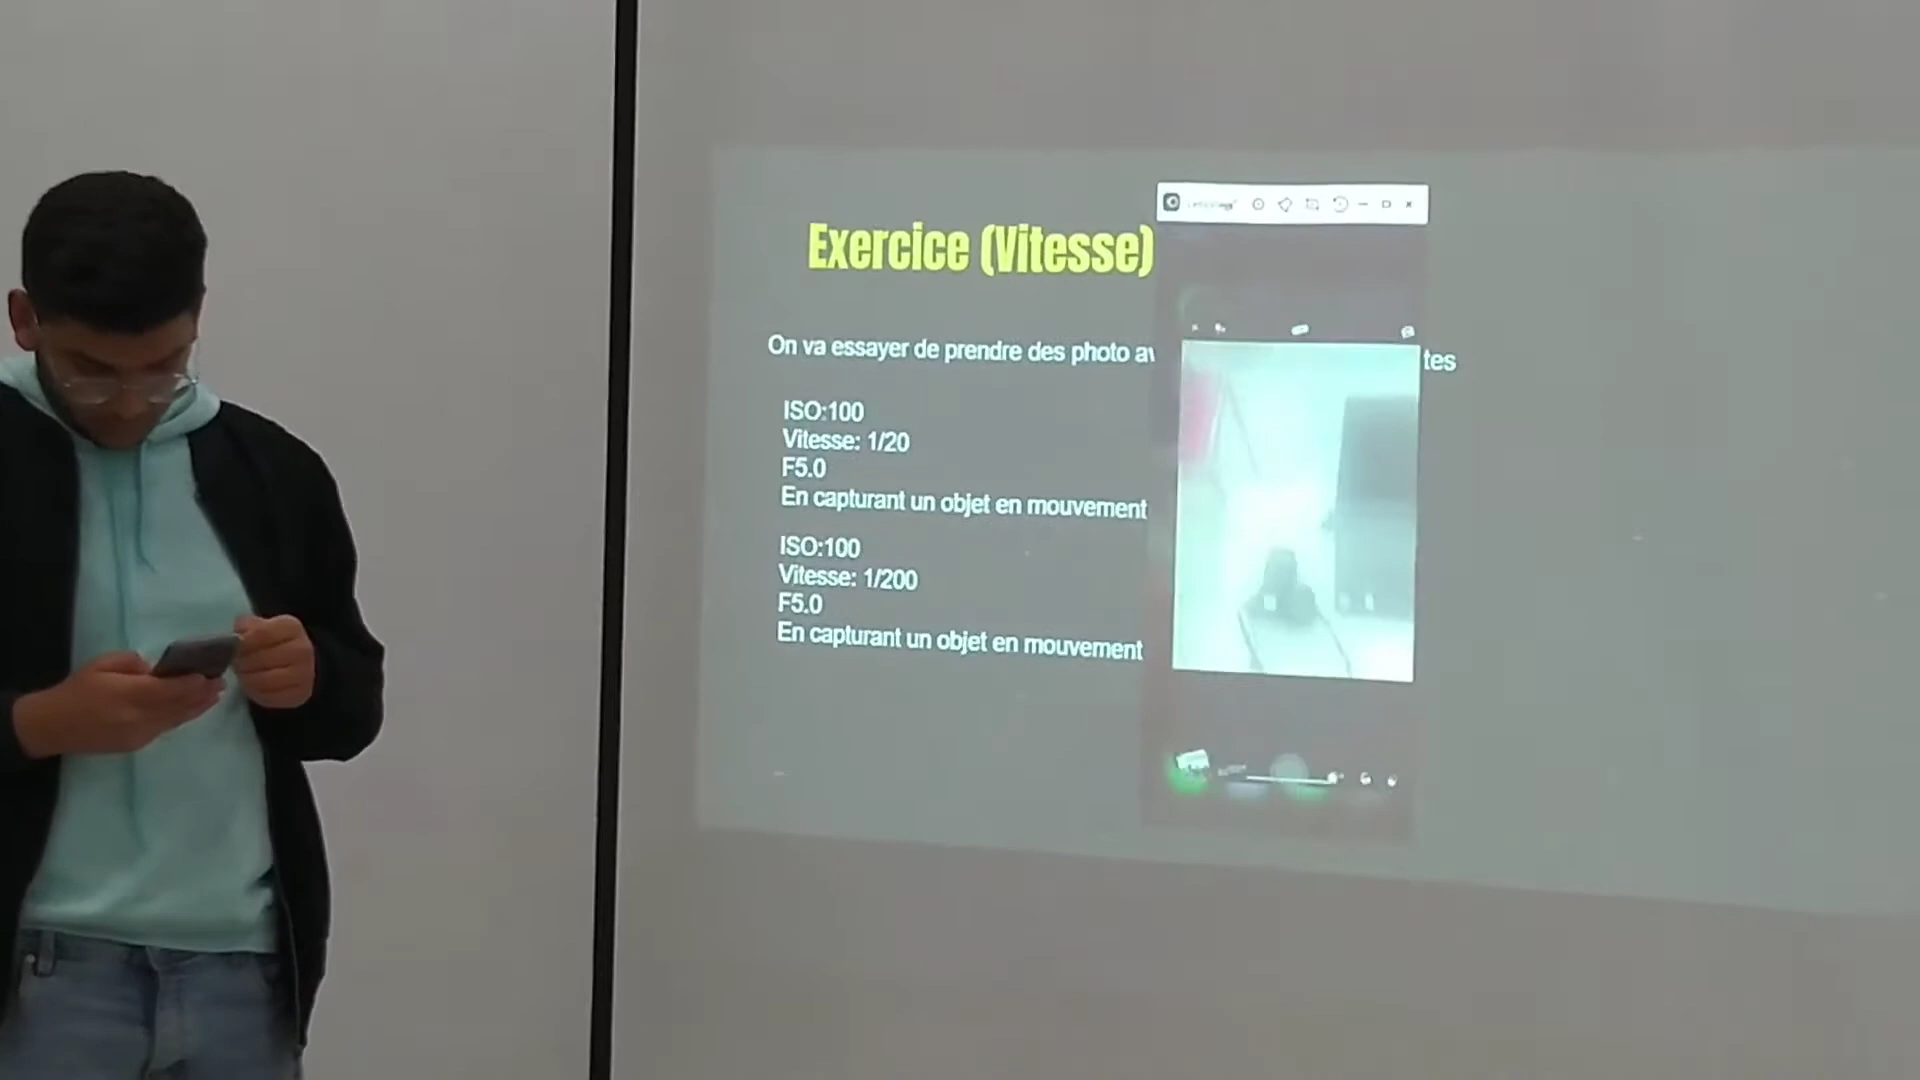 Exercice (Vitesse)
On va essayer de prendre des photo av tes
ISO:100
Vitesse: 1/20
F5.0
En capturant un objet en mouvement
ISO:100
Vitesse: 1/200
F5.0
En capturant un objet en mouvement